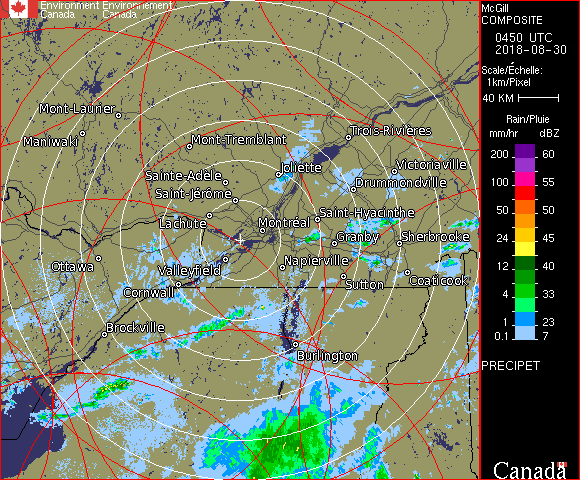 Environment Environnement
Canada Canada
McGill
COMPOSITE
0450 UTC
2018-08-30
Scale/Échelle:
1km/Pixel
40 KM
Rain/Pluie
mm/hr dBZ
200 60
100 55
50 50
24 45
12 40
4 33
1 23
0.1 7
PRECIPET
Canada
Mont-Laurier
Maniwaki
Mont-Tremblant
Trois-Rivières
Sainte-Adèle
Joliette
Victoriaville
Saint-Jérôme
Drummondville
Lachute
Saint-Hyacinthe
Montréal
Granby
Sherbrooke
Ottawa
Valleyfield
Napierville
Cornwall
Sutton
Coaticook
Brockville
Burlington